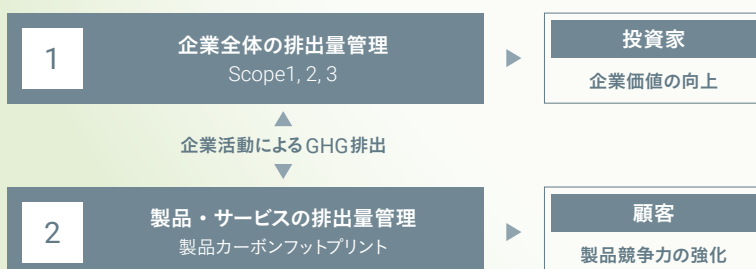 1
企業全体の排出量管理
Scope1, 2, 3
投資家
企業価値の向上
企業活動によるGHG排出
2
製品・サービスの排出量管理
製品カーボンフットプリント
顧客
製品競争力の強化